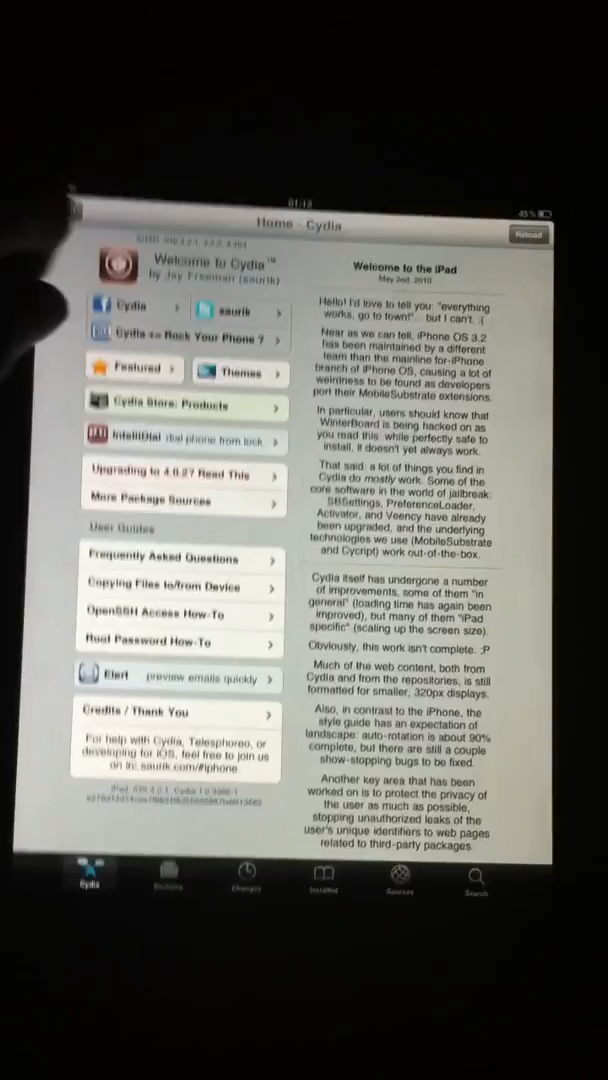 01:13
45%
Home - Cydia
Reload
Welcome to Cydia™
by Jay Freeman (saurik)
Cydia
saurik
Cydia <3 Rock Your Phone ?
Featured
Themes
Cydia Store: Products
IntelliDial dial phone from lock
Upgrading to 4.0.2? Read This
More Package Sources
User Guides
Frequently Asked Questions
Copying Files to/from Device
OpenSSH Access How-To
Root Password How-To
preview emails quickly
Credits / Thank You
For help with Cydia, Telesphoreo, or
developing for iOS, feel free to join us
on irc.saurik.com/#iphone
Welcome to the iPad
May 2nd, 2010
Hello! I'd love to tell you: "everything
works, go to town!"... but I can't. :(
Near as we can tell, iPhone OS 3.2
has been maintained by a different
team than the mainline for-iPhone
branch of iPhone OS, causing a lot of
weirdness to be found as developers
port their MobileSubstrate extensions.
In particular, users should know that
WinterBoard is being hacked on as
you read this: while perfectly safe to
install, it doesn't yet always work.
That said: a lot of things you find in
Cydia do mostly work. Some of the
core software in the world of jailbreak:
SBSettings, PreferenceLoader,
Activator, and Veency have already
been upgraded, and the underlying
technologies we use (MobileSubstrate
and Cycript) work out-of-the-box.
Cydia itself has undergone a number
of improvements, some of them "in
general" (loading time has again been
improved), but many of them "iPad
specific" (scaling up the screen size).
Obviously, this work isn't complete. ;P
Much of the web content, both from
Cydia and from the repositories, is still
formatted for smaller, 320px displays.
Also, in contrast to the iPhone, the
style guide has an expectation of
landscape: auto-rotation is about 90%
complete, but there are still a couple
show-stopping bugs to be fixed.
Another key area that has been
worked on is to protect the privacy of
the user as much as possible,
stopping unauthorized leaks of the
user's unique identifiers to web pages
related to third-party packages.
Cydia
Sections
Changes
Installed
Sources
Search